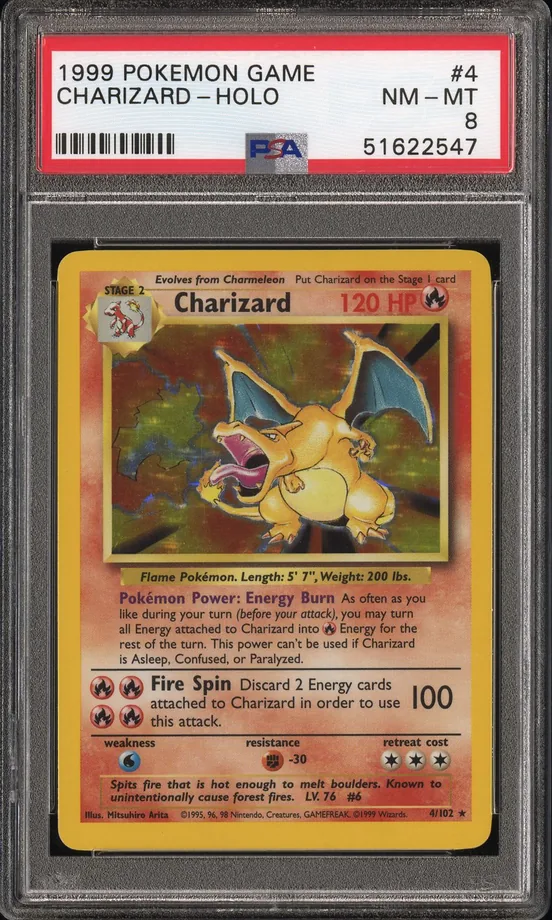 1999 POKEMON GAME #4
CHARIZARD – HOLO NM – MT
8
PSA 51622547
Evolves from Charmeleon Put Charizard on the Stage 1 card
STAGE 2
Charizard 120 HP
Flame Pokémon. Length: 5' 7", Weight: 200 lbs.
Pokémon Power: Energy Burn As often as you
like during your turn (before your attack), you may turn
all Energy attached to Charizard into Energy for the
rest of the turn. This power can't be used if Charizard
is Asleep, Confused, or Paralyzed.
Fire Spin Discard 2 Energy cards
attached to Charizard in order to use 100
this attack.
weakness resistance retreat cost
-30
Spits fire that is hot enough to melt boulders. Known to
unintentionally cause forest fires. LV. 76 #6
Illus. Mitsuhiro Arita ©1995, 96, 98 Nintendo, Creatures, GAMEFREAK. ©1999 Wizards. 4/102 ★